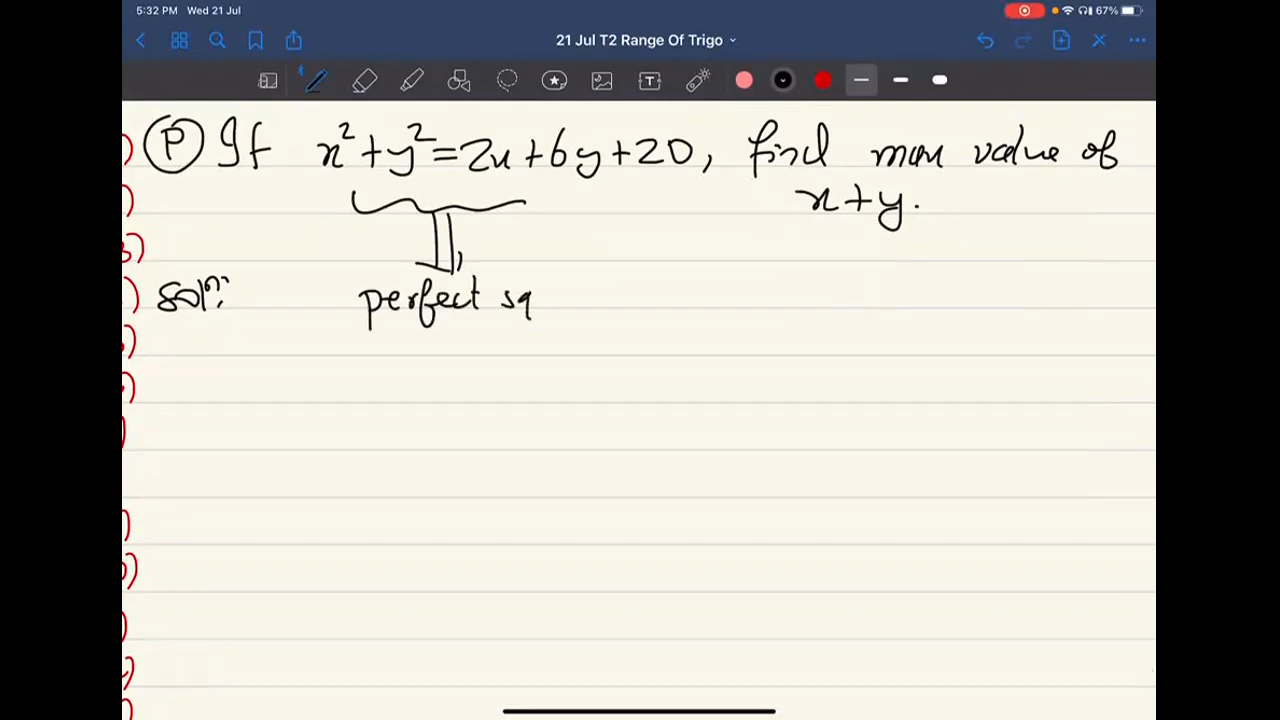 5:32 PM Wed 21 Jul
67%
21 Jul T2 Range Of Trigo
T
P If x²+y²=2x+6y+20, find max value of
x+y.
Solⁿ:
perfect sq